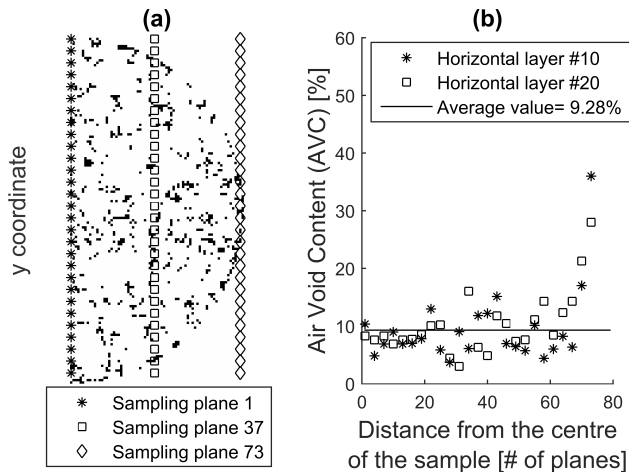 (a)
y coordinate
Sampling plane 1
Sampling plane 37
Sampling plane 73
(b)
60
50
40
30
20
10
0
Air Void Content (AVC) [%]
Horizontal layer #10
Horizontal layer #20
Average value= 9.28%
0 20 40 60 80
Distance from the centre
of the sample [# of planes]